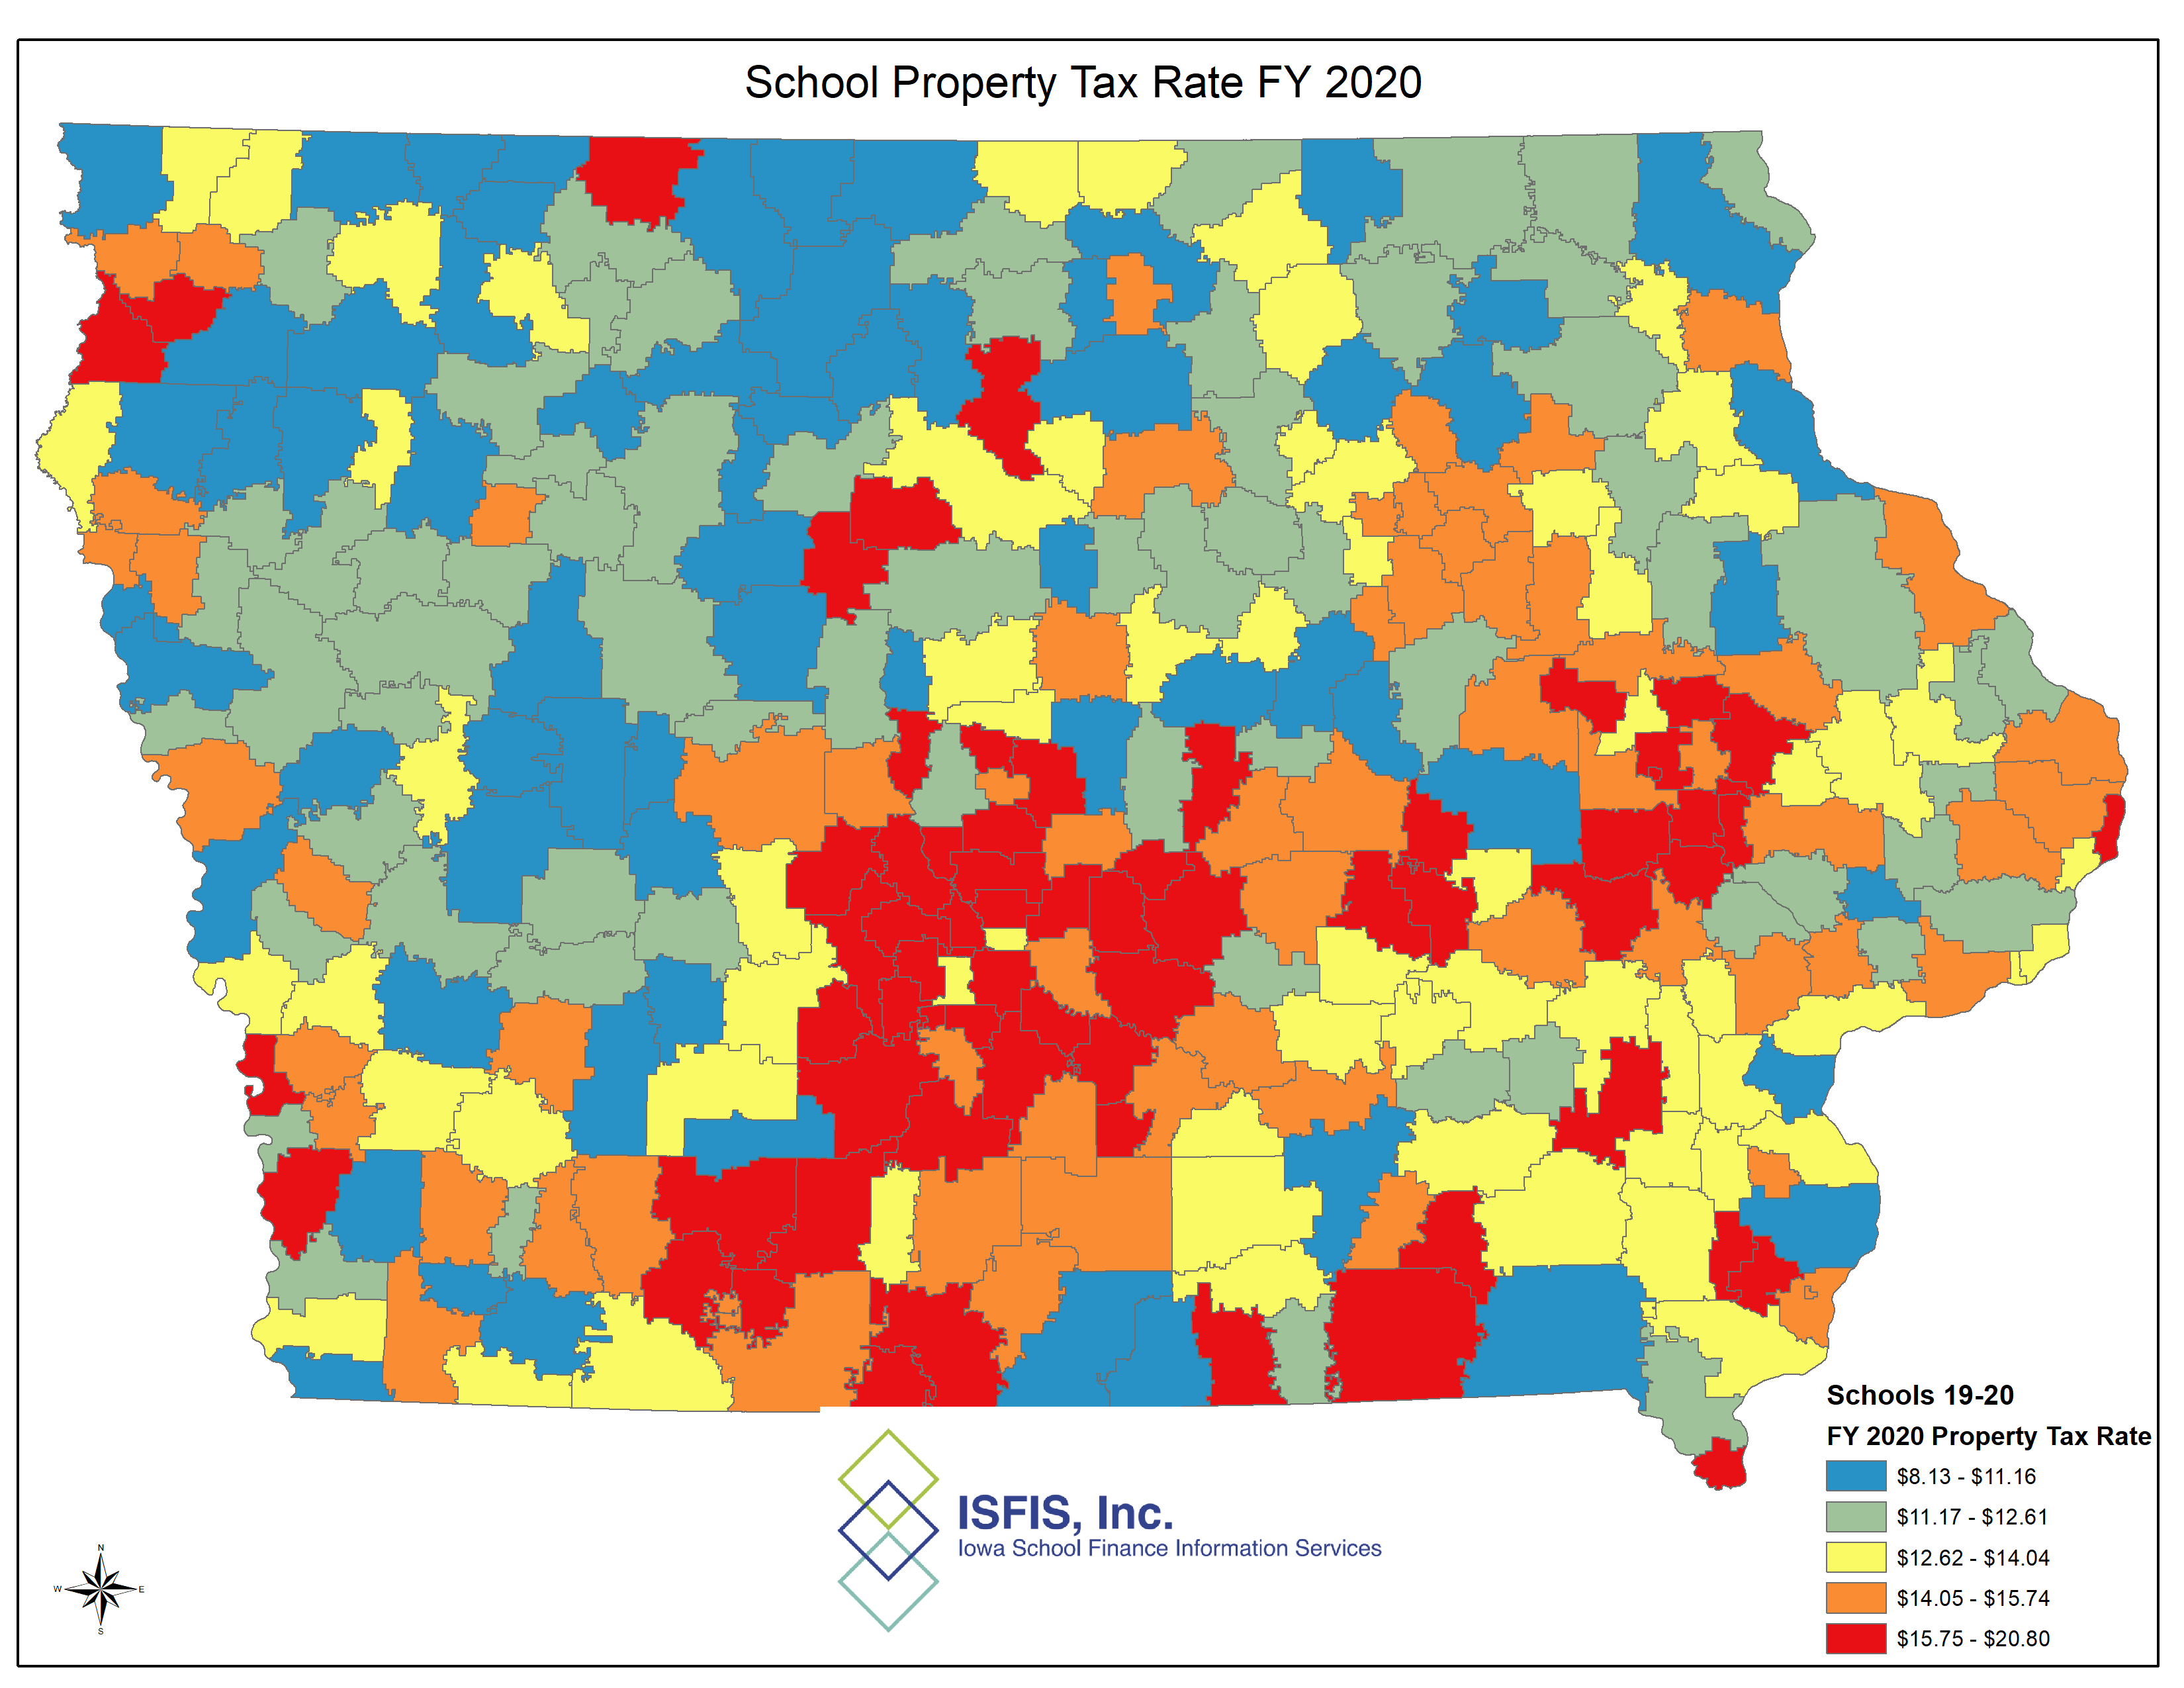 School Property Tax Rate FY 2020
Schools 19-20
FY 2020 Property Tax Rate
$8.13 - $11.16
$11.17 - $12.61
$12.62 - $14.04
$14.05 - $15.74
$15.75 - $20.80
ISFIS, Inc.
Iowa School Finance Information Services
N
W E
S